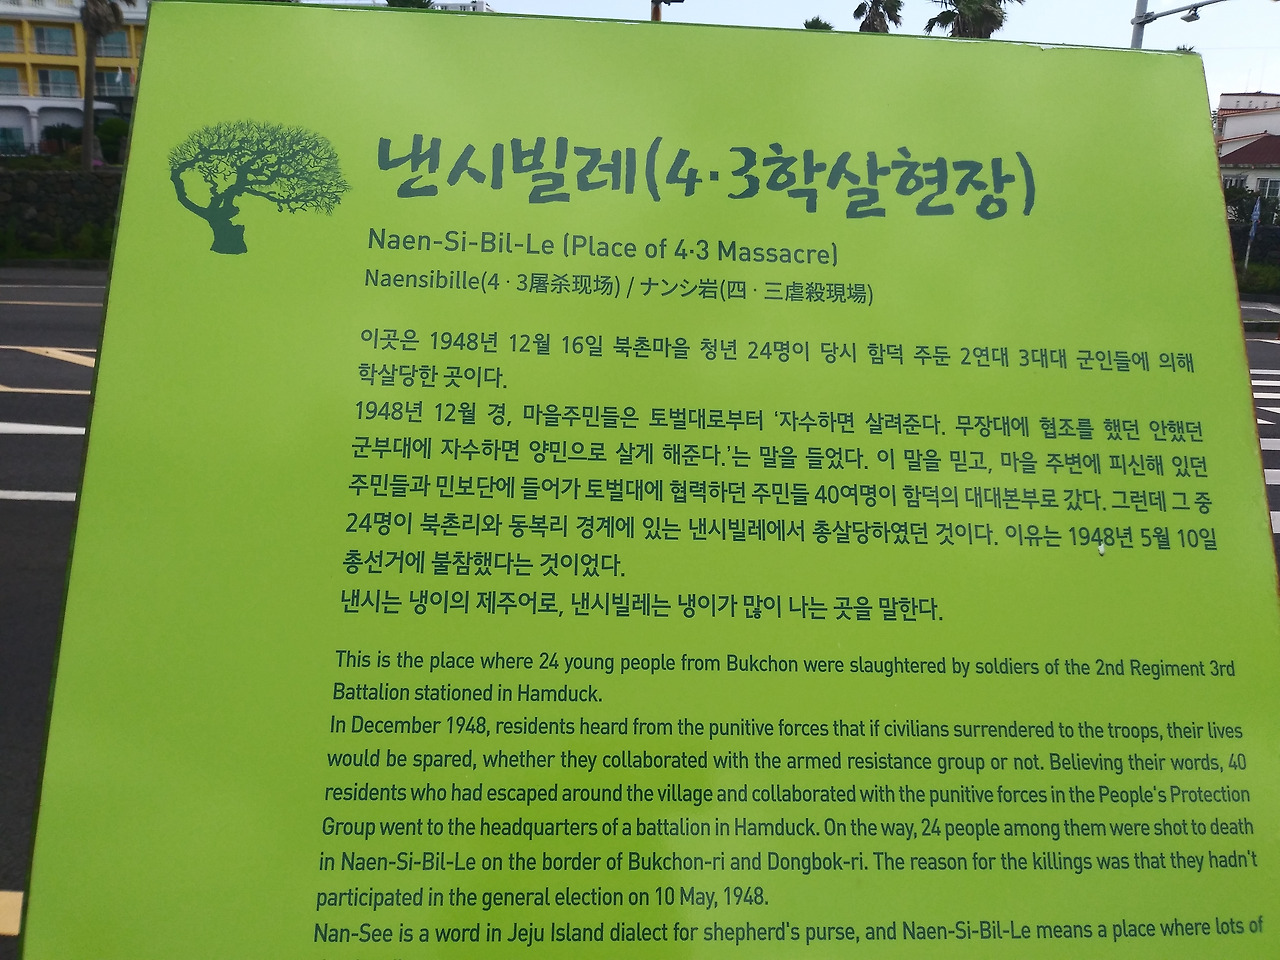 낸시빌레(4·3학살현장)
Naen-Si-Bil-Le (Place of 4·3 Massacre)
Naensibille(4 · 3屠杀现场) / ナンシ岩(四 · 三虐殺現場)
이곳은 1948년 12월 16일 북촌마을 청년 24명이 당시 함덕 주둔 2연대 3대대 군인들에 의해
학살당한 곳이다.
1948년 12월 경, 마을주민들은 토벌대로부터 ‘자수하면 살려준다. 무장대에 협조를 했던 안했던
군부대에 자수하면 양민으로 살게 해준다.’는 말을 들었다. 이 말을 믿고, 마을 주변에 피신해 있던
주민들과 민보단에 들어가 토벌대에 협력하던 주민들 40여명이 함덕의 대대본부로 갔다. 그런데 그 중
24명이 북촌리와 동복리 경계에 있는 낸시빌레에서 총살당하였던 것이다. 이유는 1948년 5월 10일
총선거에 불참했다는 것이었다.
낸시는 냉이의 제주어로, 낸시빌레는 냉이가 많이 나는 곳을 말한다.
This is the place where 24 young people from Bukchon were slaughtered by soldiers of the 2nd Regiment 3rd
Battalion stationed in Hamduck.
In December 1948, residents heard from the punitive forces that if civilians surrendered to the troops, their lives
would be spared, whether they collaborated with the armed resistance group or not. Believing their words, 40
residents who had escaped around the village and collaborated with the punitive forces in the People's Protection
Group went to the headquarters of a battalion in Hamduck. On the way, 24 people among them were shot to death
in Naen-Si-Bil-Le on the border of Bukchon-ri and Dongbok-ri. The reason for the killings was that they hadn't
participated in the general election on 10 May, 1948.
Nan-See is a word in Jeju Island dialect for shepherd's purse, and Naen-Si-Bil-Le means a place where lots of